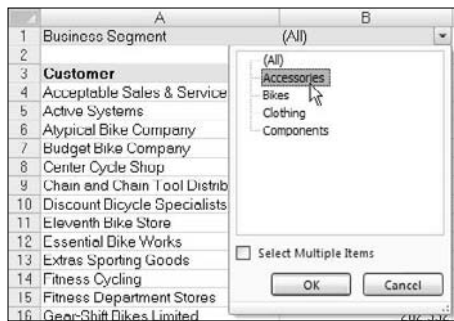 A B
1 Business Segment (All)
2
3 Customer
4 Acceptable Sales & Service
5 Active Systems
6 Atypical Bike Company
7 Budget Bike Company
8 Center Cycle Shop
9 Chain and Chain Tool Distrib
10 Discount Bicycle Specialists
11 Eleventh Bike Store
12 Essential Bike Works
13 Extras Sporting Goods
14 Fitness Cycling
15 Fitness Department Stores
16 Gear-Shift Bikes Limited
(All)
Accessories
Bikes
Clothing
Components
Select Multiple Items
OK Cancel